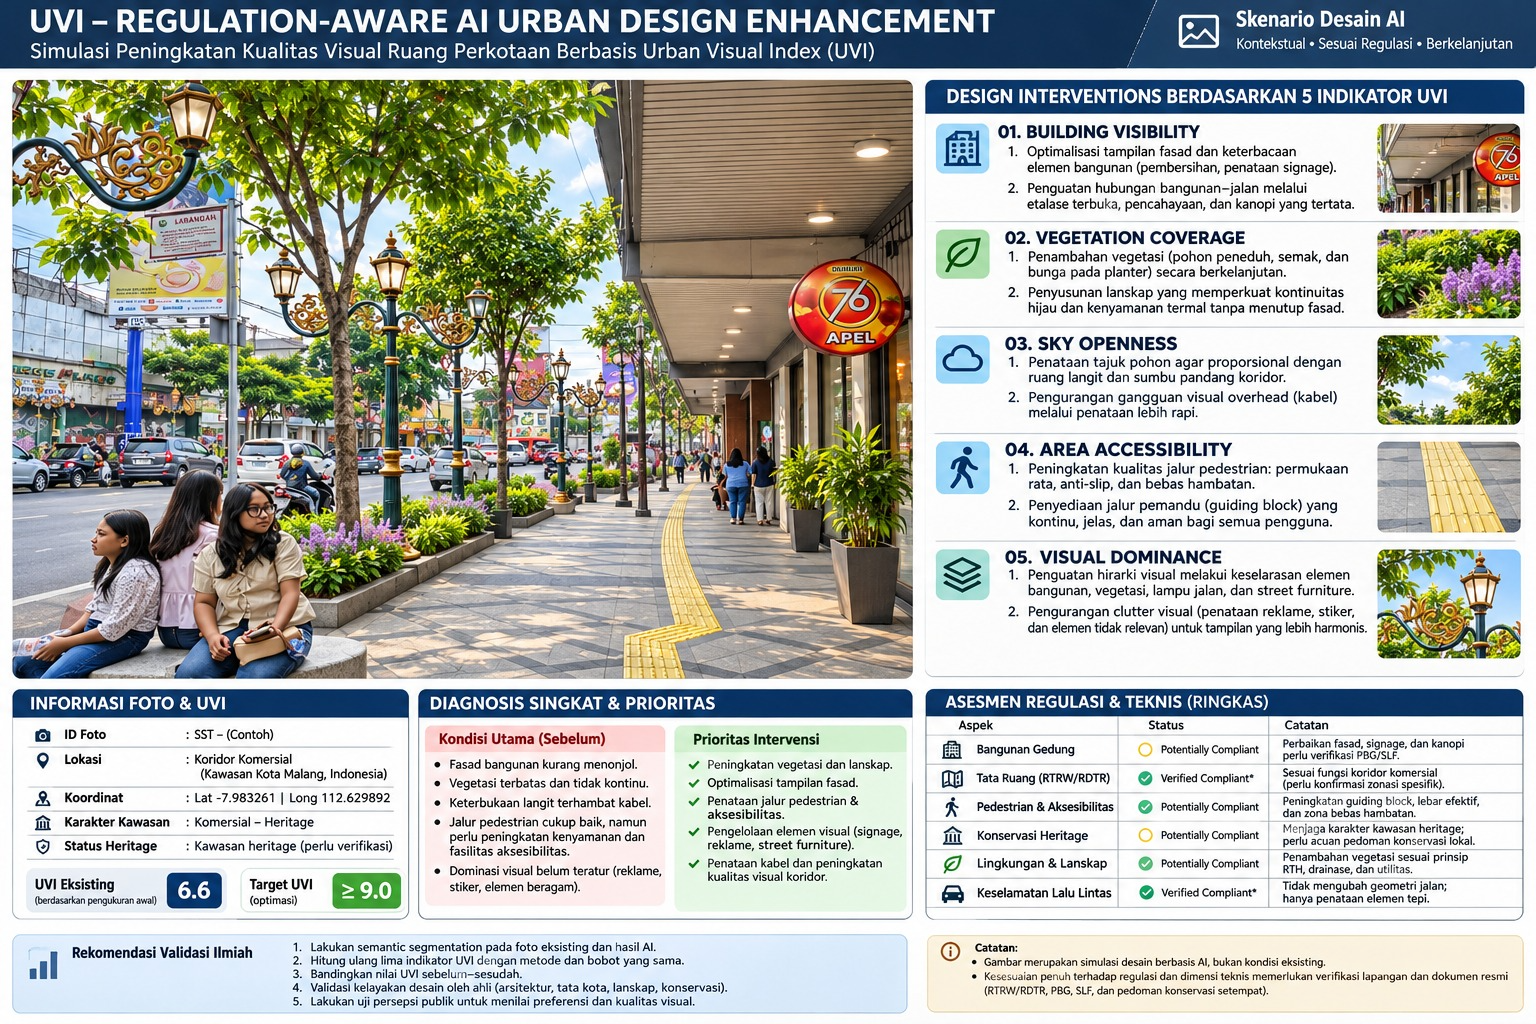 UVI – REGULATION-AWARE AI URBAN DESIGN ENHANCEMENT
Simulasi Peningkatan Kualitas Visual Ruang Perkotaan Berbasis Urban Visual Index (UVI)
Skenario Desain AI
Kontekstual • Sesuai Regulasi • Berkelanjutan
LABANGAH
76
APEL
DESIGN INTERVENTIONS BERDASARKAN 5 INDIKATOR UVI
01. BUILDING VISIBILITY
1. Optimalisasi tampilan fasad dan keterbacaan
elemen bangunan (pembersihan, penataan signage).
2. Penguatan hubungan bangunan–jalan melalui
etalase terbuka, pencahayaan, dan kanopi yang tertata.
76
APEL
02. VEGETATION COVERAGE
1. Penambahan vegetasi (pohon peneduh, semak, dan
bunga pada planter) secara berkelanjutan.
2. Penyusunan lanskap yang memperkuat kontinuitas
hijau dan kenyamanan termal tanpa menutup fasad.
03. SKY OPENNESS
1. Penataan tajuk pohon agar proporsional dengan
ruang langit dan sumbu pandang koridor.
2. Pengurangan gangguan visual overhead (kabel)
melalui penataan lebih rapi.
04. AREA ACCESSIBILITY
1. Peningkatan kualitas jalur pedestrian: permukaan
rata, anti-slip, dan bebas hambatan.
2. Penyediaan jalur pemandu (guiding block) yang
kontinu, jelas, dan aman bagi semua pengguna.
05. VISUAL DOMINANCE
1. Penguatan hirarki visual melakui keselarasan elemen
bangunan, vegetasi, lampu jalan, dan street furniture.
2. Pengurangan clutter visual (penataan reklame, stiker,
dan elemen tidak relevan) untuk tampilan yang lebih harmonis.
INFORMASI FOTO & UVI
ID Foto : SST – (Contoh)
Lokasi : Koridor Komersial
(Kawasan Kota Malang, Indonesia)
Koordinat : Lat -7.983261 | Long 112.629892
Karakter Kawasan : Komersial – Heritage
Status Heritage : Kawasan heritage (perlu verifikasi)
UVI Eksisting
(berdasarkan pengukuran awal)
6.6
Target UVI
(optimasi)
≥ 9.0
DIAGNOSIS SINGKAT & PRIORITAS
Kondisi Utama (Sebelum)
• Fasad bangunan kurang menonjol.
• Vegetasi terbatas dan tidak kontinu.
• Keterbukaan langit terhambat kabel.
• Jalur pedestrian cukup baik, namun
perlu peningkatan kenyamanan dan
fasilitas aksesibilitas.
• Dominasi visual belum teratur (reklame,
stiker, elemen beragam).
Prioritas Intervensi
✓ Peningkatan vegetasi dan lanskap.
✓ Optimalisasi tampilan fasad.
✓ Penataan jalur pedestrian &
aksesibilitas.
✓ Pengelolaan elemen visual (signage,
reklame, street furniture).
✓ Penataan kabel dan peningkatan
kualitas visual koridor.
ASESMEN REGULASI & TEKNIS (RINGKAS)
Aspek Status Catatan
Bangunan Gedung Potentially Compliant Perbaikan fasad, signage, dan kanopi
perlu verifikasi PBG/SLF.
Tata Ruang (RTRW/RDTR) Verified Compliant* Sesuai fungsi koridor komersial
(perlu konfirmasi zonasi spesifik).
Pedestrian & Aksesibilitas Potentially Compliant Peningkatan guiding block, lebar efektif,
dan zona bebas hambatan.
Konservasi Heritage Potentially Compliant Menjaga karakter kawasan heritage;
perlu acuan pedoman konservasi lokal.
Lingkungan & Lanskap Potentially Compliant Penambahan vegetasi sesuai prinsip
RTH, drainase, dan utilitas.
Keselamatan Lalu Lintas Verified Compliant* Tidak mengubah geometri jalan;
hanya penataan elemen tepi.
Rekomendasi Validasi Ilmiah
1. Lakukan semantic segmentation pada foto eksisting dan hasil AI.
2. Hitung ulang lima indikator UVI dengan metode dan bobot yang sama.
3. Bandingkan nilai UVI sebelum–sesudah.
4. Validasi kelayakan desain oleh ahli (arsitektur, tata kota, lanskap, konservasi).
5. Lakukan uji persepsi publik untuk menilai preferensi dan kualitas visual.
Catatan:
• Gambar merupakan simulasi desain berbasis AI, bukan kondisi eksisting.
• Kesesuaian penuh terhadap regulasi dan dimensi teknis memerlukan verifikasi lapangan dan dokumen resmi
(RTRW/RDTR, PBG, SLF, dan pedoman konservasi setempat).